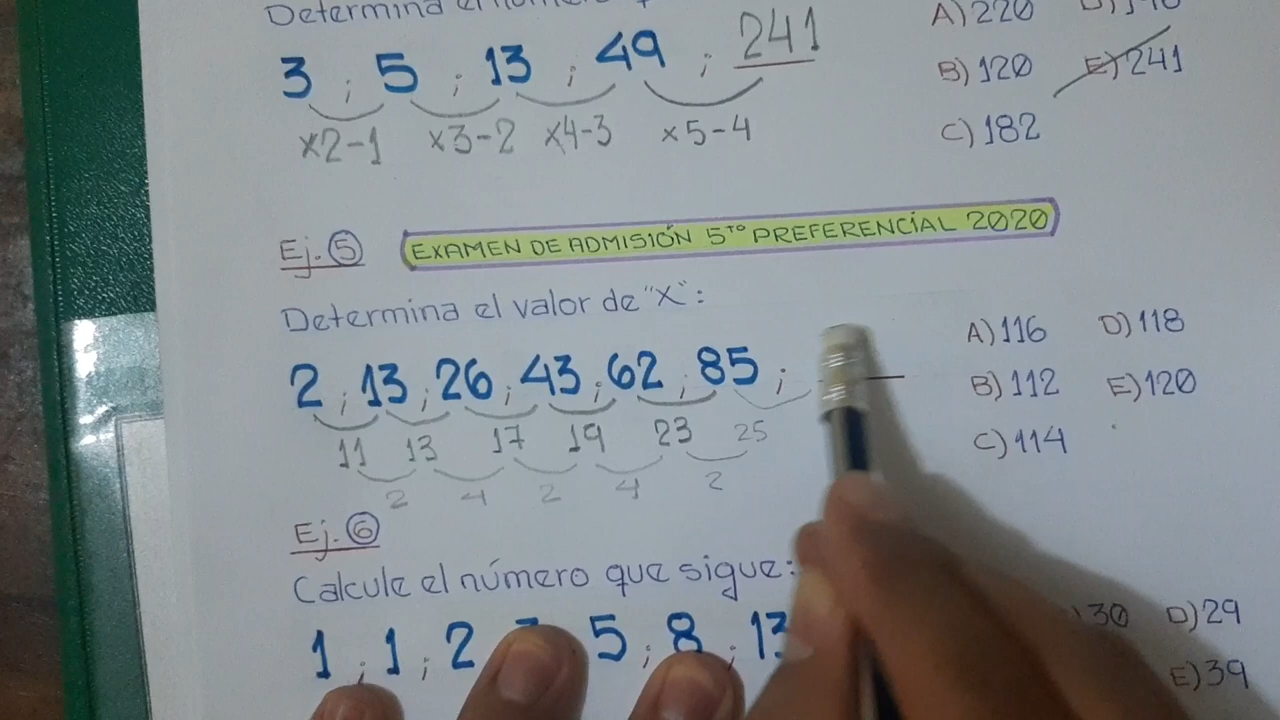 Determina el
A) 220
3 ; 5 ; 13 ; 49 ; 241
B) 120 E) 241
×2-1 ×3-2 ×4-3 ×5-4
C) 182
Ej. 5 EXAMEN DE ADMISIÓN 5TO PREFERENCIAL 2020
Determina el valor de "X":
A) 116 D) 118
2 ; 13 ; 26 ; 43 ; 62 ; 85 ;
B) 112 E) 120
11 13 17 19 23 25
C) 114
2 4 2 4 2
Ej. 6
Calcule el número que sigue:
1 ; 1 ; 2 5 ; 8 ; 13
30 D) 29
E) 39